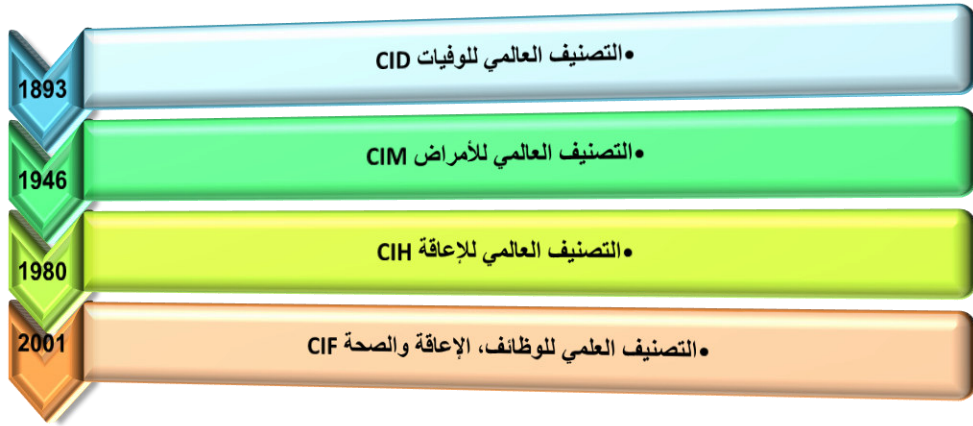 1893
•التصنيف العالمي للوفيات CID
1946
•التصنيف العالمي للأمراض CIM
1980
•التصنيف العالمي للإعاقة CIH
2001
•التصنيف العلمي للوظائف، الإعاقة والصحة CIF